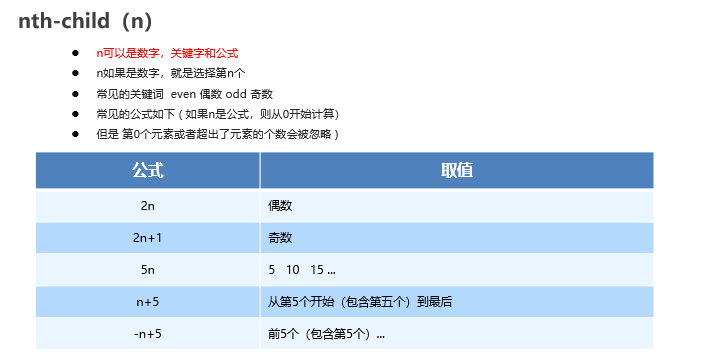 nth-child（n）
n可以是数字，关键字和公式
n如果是数字，就是选择第n个
常见的关键词 even 偶数 odd 奇数
常见的公式如下 ( 如果n是公式，则从0开始计算)
但是 第0个元素或者超出了元素的个数会被忽略 )
公式 取值
2n 偶数
2n+1 奇数
5n 5 10 15 ...
n+5 从第5个开始（包含第五个）到最后
-n+5 前5个（包含第5个）...